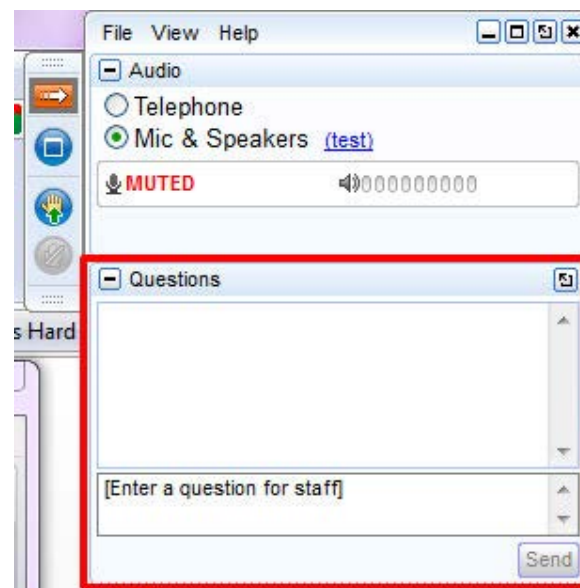 File View Help
Audio
Telephone
Mic & Speakers (test)
MUTED 000000000
Questions
s Hard
[Enter a question for staff]
Send